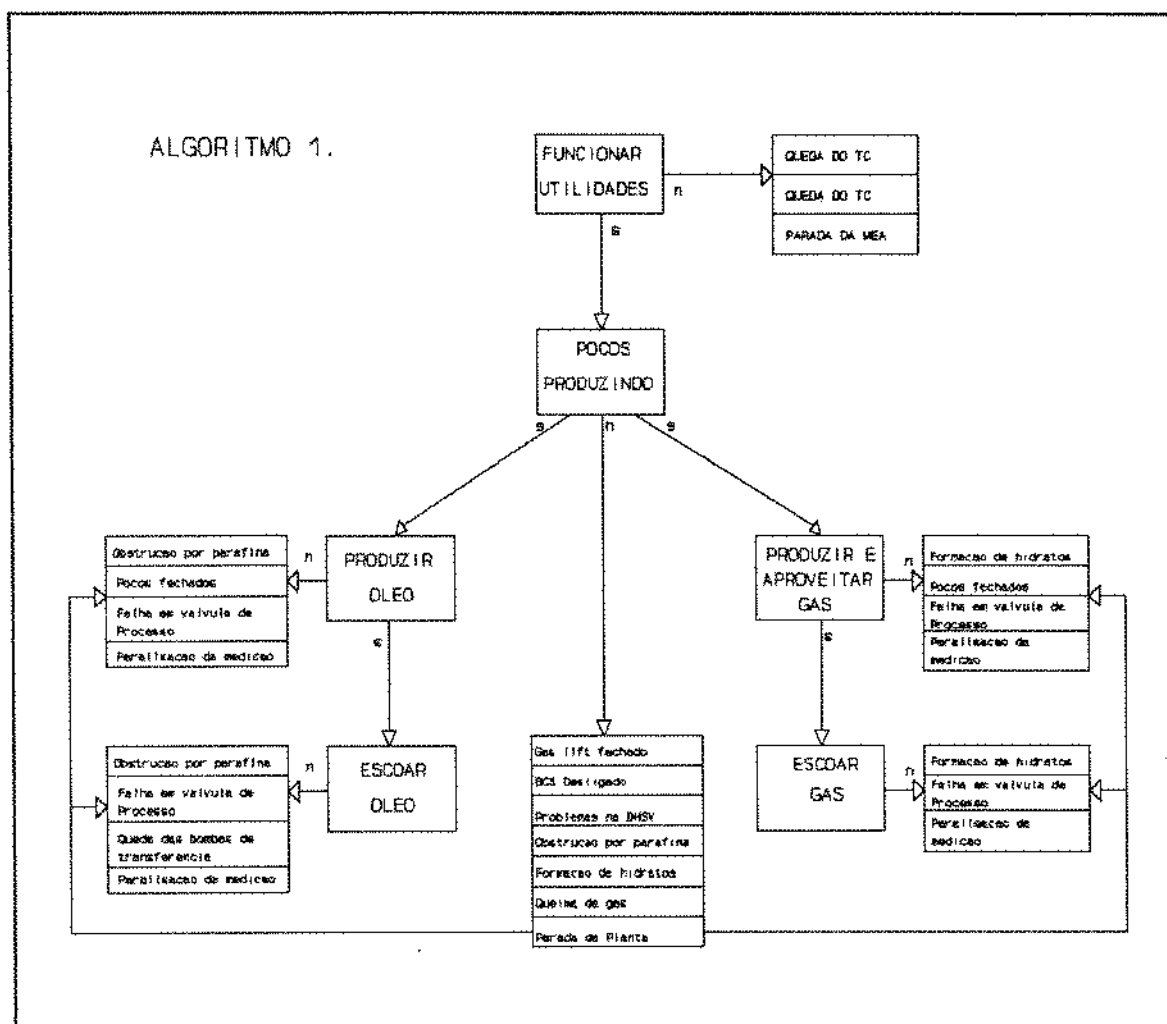 ALGORITMO 1.
FUNCIONAR
UTILIDADES
n
s
QUEDA DO TC
QUEDA DO TC
PARADA DA MEA
POCOS
PRODUZINDO
s
n
s
Obstrucao por parafina
Pocos fechados
Falha em valvula de
Processo
Paralisacao da medicao
n
PRODUZIR
OLEO
s
PRODUZIR E
APROVEITAR
GAS
n
s
Formacao de hidratos
Pocos fechados
Falha em valvula de
Processo
Paralisacao da
medicao
Obstrucao por parafina
Falha em valvula de
Processo
Queda das bombas de
transferencia
Paralisacao da medicao
n
ESCOAR
OLEO
Gas lift fechado
BCS Desligado
Problemas na DHSV
Obstrucao por parafina
Formacao de hidratos
Queima de gas
Parada da Planta
ESCOAR
GAS
n
Formacao de hidratos
Falha em valvula de
Processo
Paralisacao da
medicao